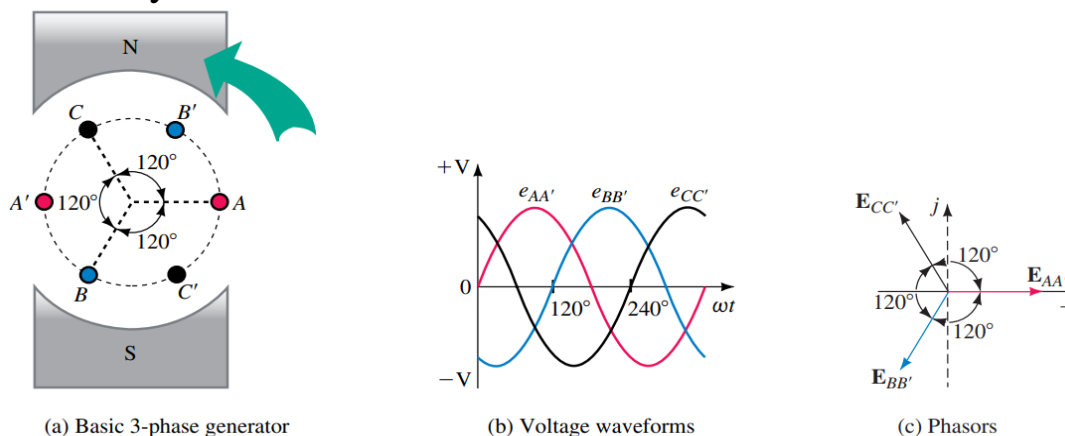 N
C
B'
120°
A'
120°
A
120°
B
C'
S
(a) Basic 3-phase generator
+V
e_AA'
e_BB'
e_CC'
0
120°
240°
ωt
−V
(b) Voltage waveforms
E_CC'
j
120°
E_AA'
120°
120°
E_BB'
(c) Phasors